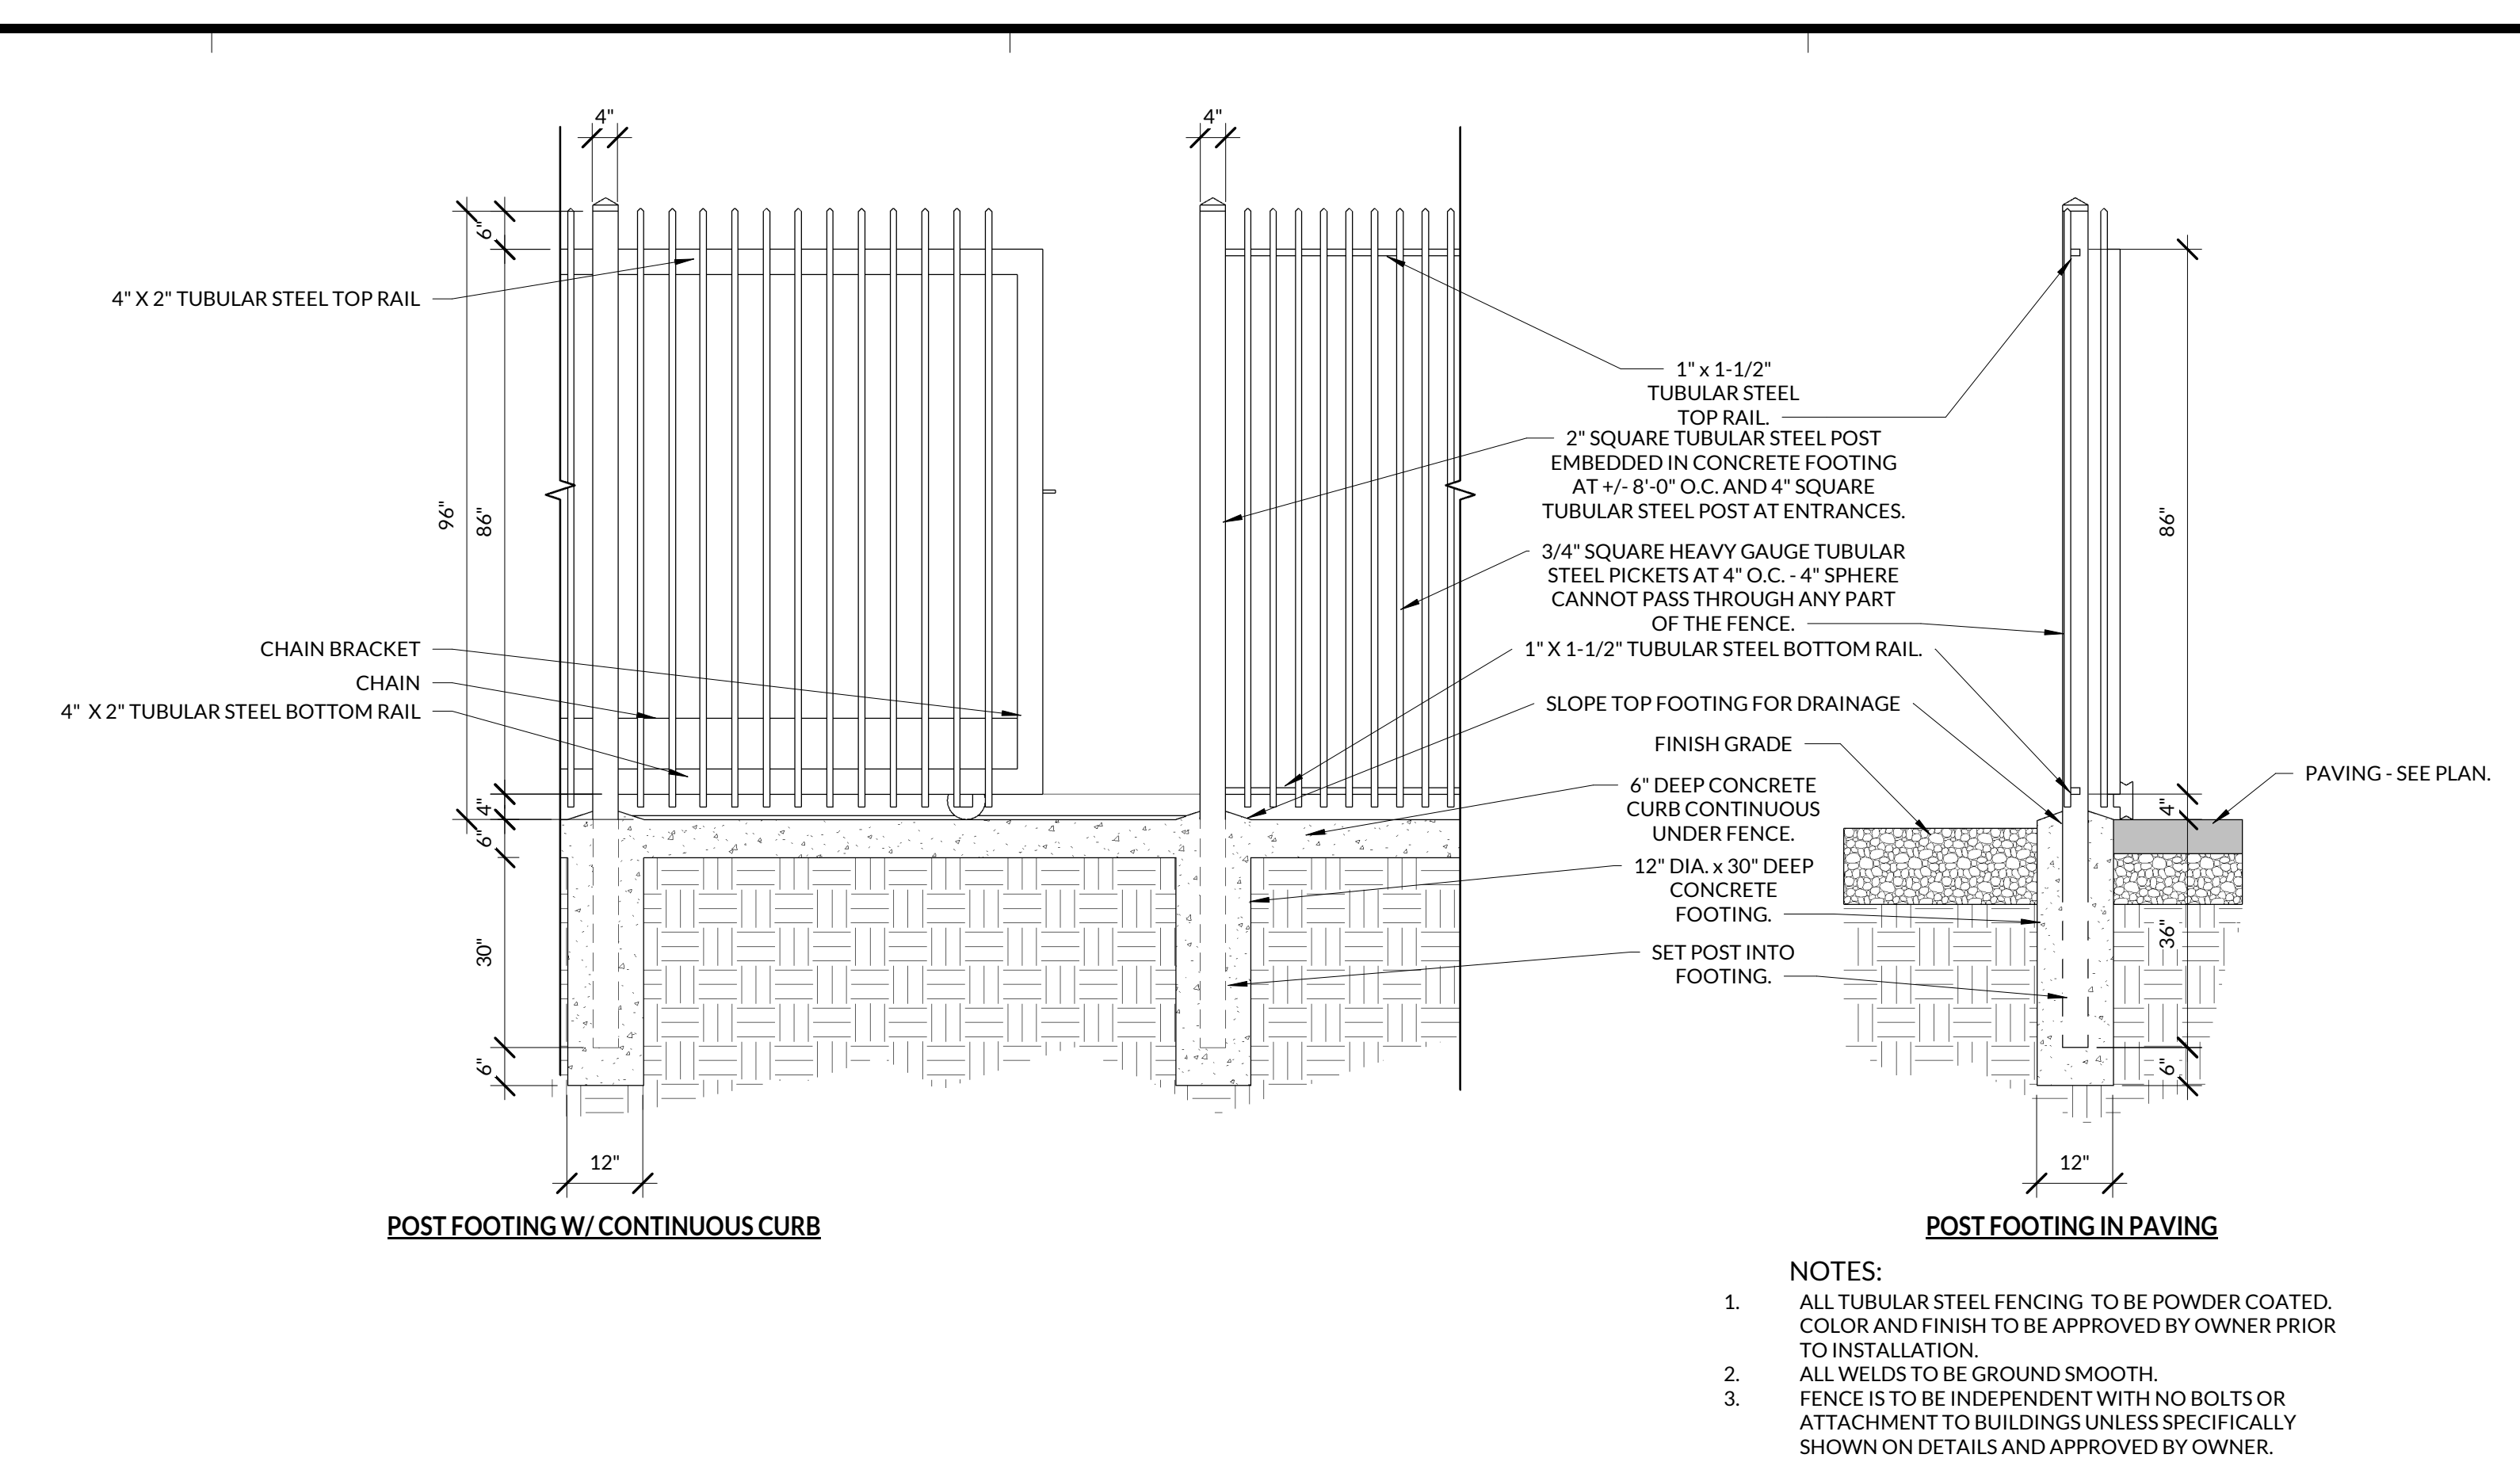 4"
4"
6"
96"
86"
4"
6"
30"
6"
12"
4" X 2" TUBULAR STEEL TOP RAIL
CHAIN BRACKET
CHAIN
4"  X 2" TUBULAR STEEL BOTTOM RAIL
1" x 1-1/2"
TUBULAR STEEL
TOP RAIL.
2" SQUARE TUBULAR STEEL POST
EMBEDDED IN CONCRETE FOOTING
AT +/- 8'-0" O.C. AND 4" SQUARE
TUBULAR STEEL POST AT ENTRANCES.
3/4" SQUARE HEAVY GAUGE TUBULAR
STEEL PICKETS AT 4" O.C. - 4" SPHERE
CANNOT PASS THROUGH ANY PART
OF THE FENCE.
1" X 1-1/2" TUBULAR STEEL BOTTOM RAIL.
SLOPE TOP FOOTING FOR DRAINAGE
FINISH GRADE
6" DEEP CONCRETE
CURB CONTINUOUS
UNDER FENCE.
12" DIA. x 30" DEEP
CONCRETE
FOOTING.
SET POST INTO
FOOTING.
86"
PAVING - SEE PLAN.
4"
36"
6"
12"
POST FOOTING W/ CONTINUOUS CURB
POST FOOTING IN PAVING
NOTES:
1. ALL TUBULAR STEEL FENCING  TO BE POWDER COATED.
COLOR AND FINISH TO BE APPROVED BY OWNER PRIOR
TO INSTALLATION.
2. ALL WELDS TO BE GROUND SMOOTH.
3. FENCE IS TO BE INDEPENDENT WITH NO BOLTS OR
ATTACHMENT TO BUILDINGS UNLESS SPECIFICALLY
SHOWN ON DETAILS AND APPROVED BY OWNER.